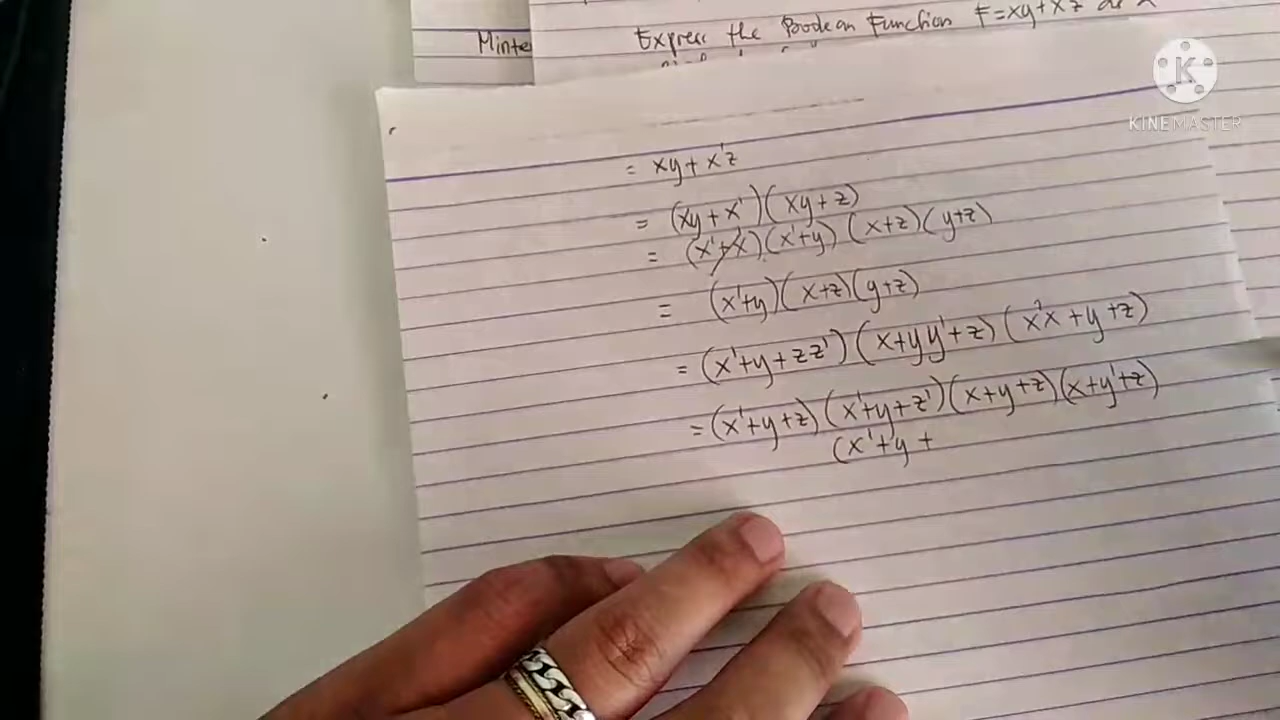 Express the Boolean Function F=xy+x'z as a
Minte
= xy+x'z
= (xy+x')(xy+z)
= (x'+x)(x'+y)(x+z)(y+z)
= (x'+y)(x+z)(y+z)
= (x'+y+zz')(x+yy'+z)(x'x+y+z)
= (x'+y+z)(x'+y+z')(x+y+z)(x+y'+z)
(x'+y+
K
KINEMASTER